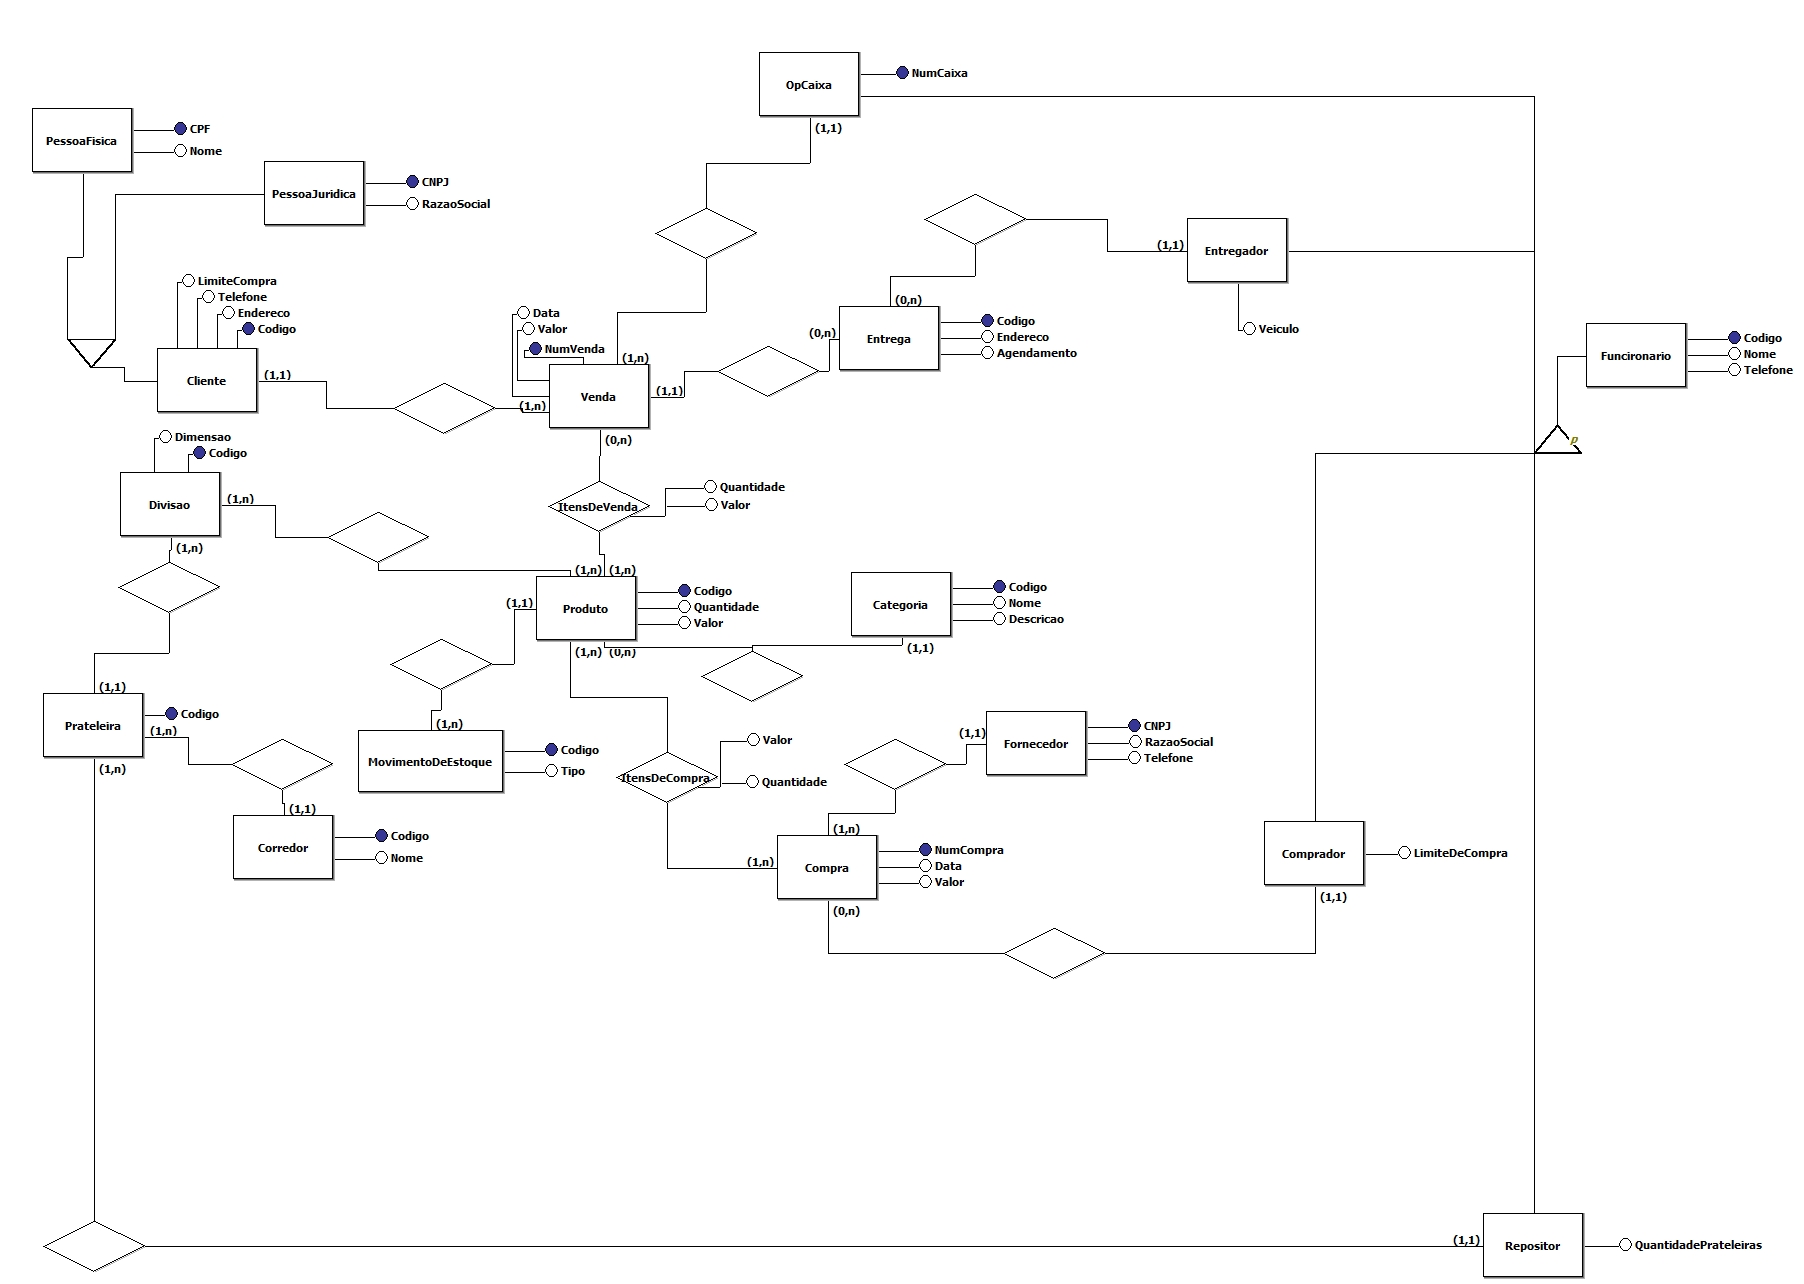 OpCaixa
NumCaixa
(1,1)
PessoaFisica
CPF
Nome
PessoaJuridica
CNPJ
RazaoSocial
(1,1)
Entregador
Veiculo
LimiteCompra
Telefone
Endereco
Codigo
Cliente
(1,1)
Data
Valor
NumVenda
(1,n)
Venda
(1,n)
(1,1)
(0,n)
(0,n)
(0,n)
Entrega
Codigo
Endereco
Agendamento
Funcironario
Codigo
Nome
Telefone
p
Dimensao
Codigo
Divisao
(1,n)
(1,n)
ItensDeVenda
Quantidade
Valor
(1,n)
(1,n)
(1,1)
Produto
Codigo
Quantidade
Valor
(1,n)
(0,n)
Categoria
Codigo
Nome
Descricao
(1,1)
(1,1)
Prateleira
Codigo
(1,n)
(1,n)
(1,n)
MovimentoDeEstoque
Codigo
Tipo
ItensDeCompra
Valor
Quantidade
(1,1)
Fornecedor
CNPJ
RazaoSocial
Telefone
(1,1)
Corredor
Codigo
Nome
(1,n)
(1,n)
Compra
NumCompra
Data
Valor
(0,n)
Comprador
LimiteDeCompra
(1,1)
(1,1)
Repositor
QuantidadePrateleiras